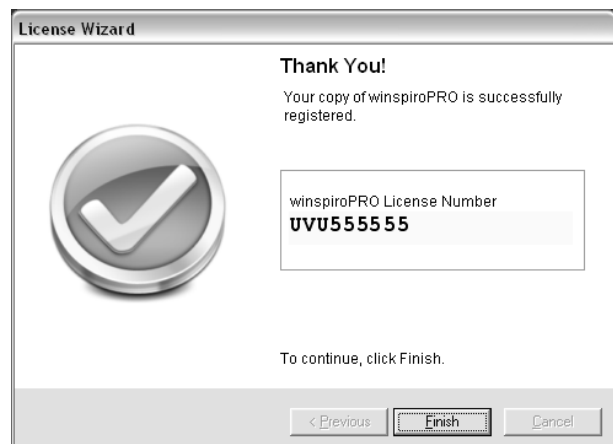 License Wizard
Thank You!
Your copy of winspiroPRO is successfully
registered.
winspiroPRO License Number
UVU555555
To continue, click Finish.
< Previous
Finish
Cancel